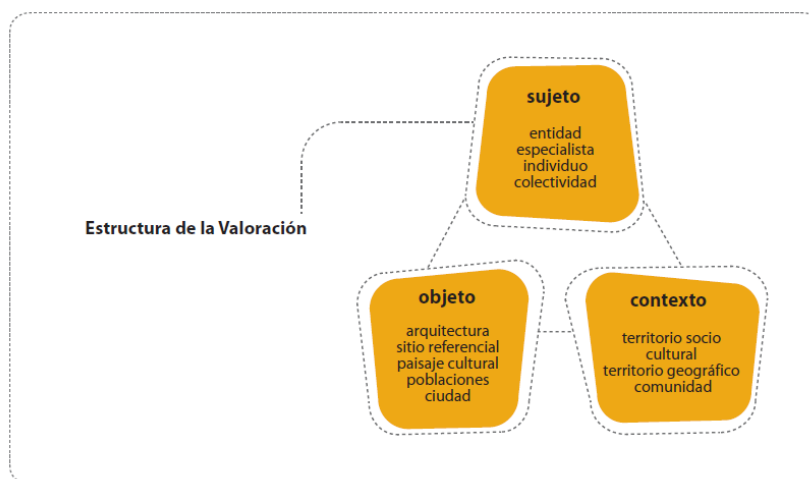 sujeto
entidad
especialista
individuo
colectividad
Estructura de la Valoración
objeto
arquitectura
sitio referencial
paisaje cultural
poblaciones
ciudad
contexto
territorio socio
cultural
territorio geográfico
comunidad